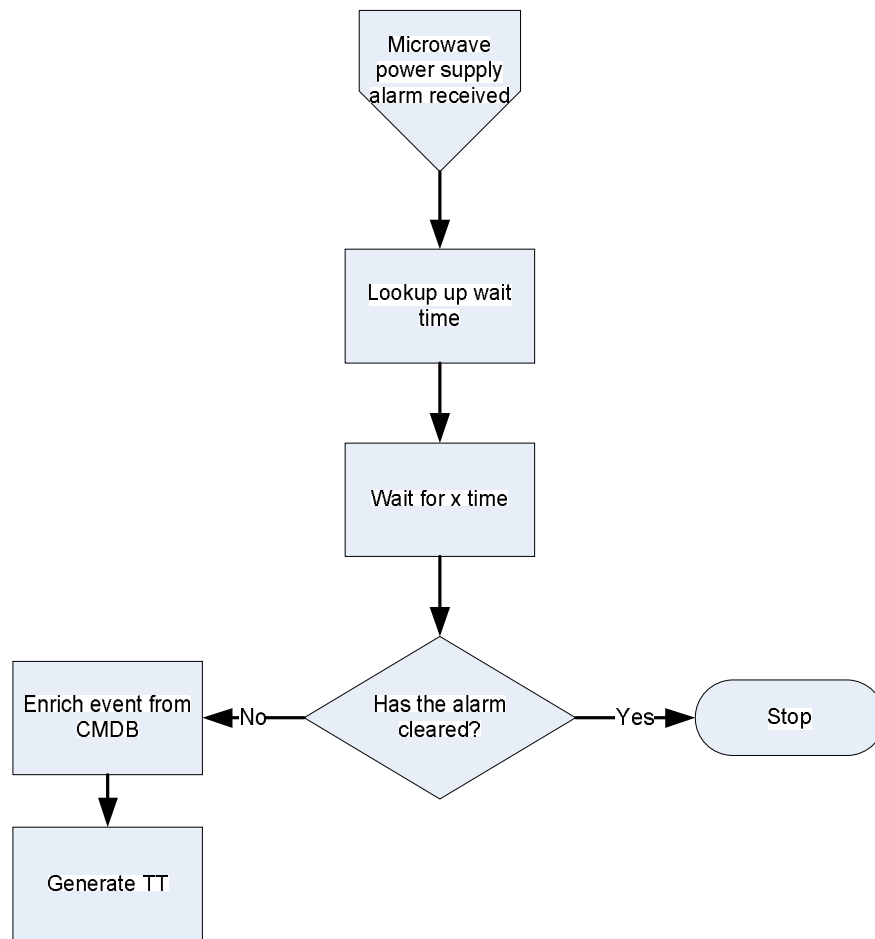 Microwave
power supply
alarm received
Lookup up wait
time
Wait for x time
Has the alarm
cleared?
No
Yes
Enrich event from
CMDB
Stop
Generate TT